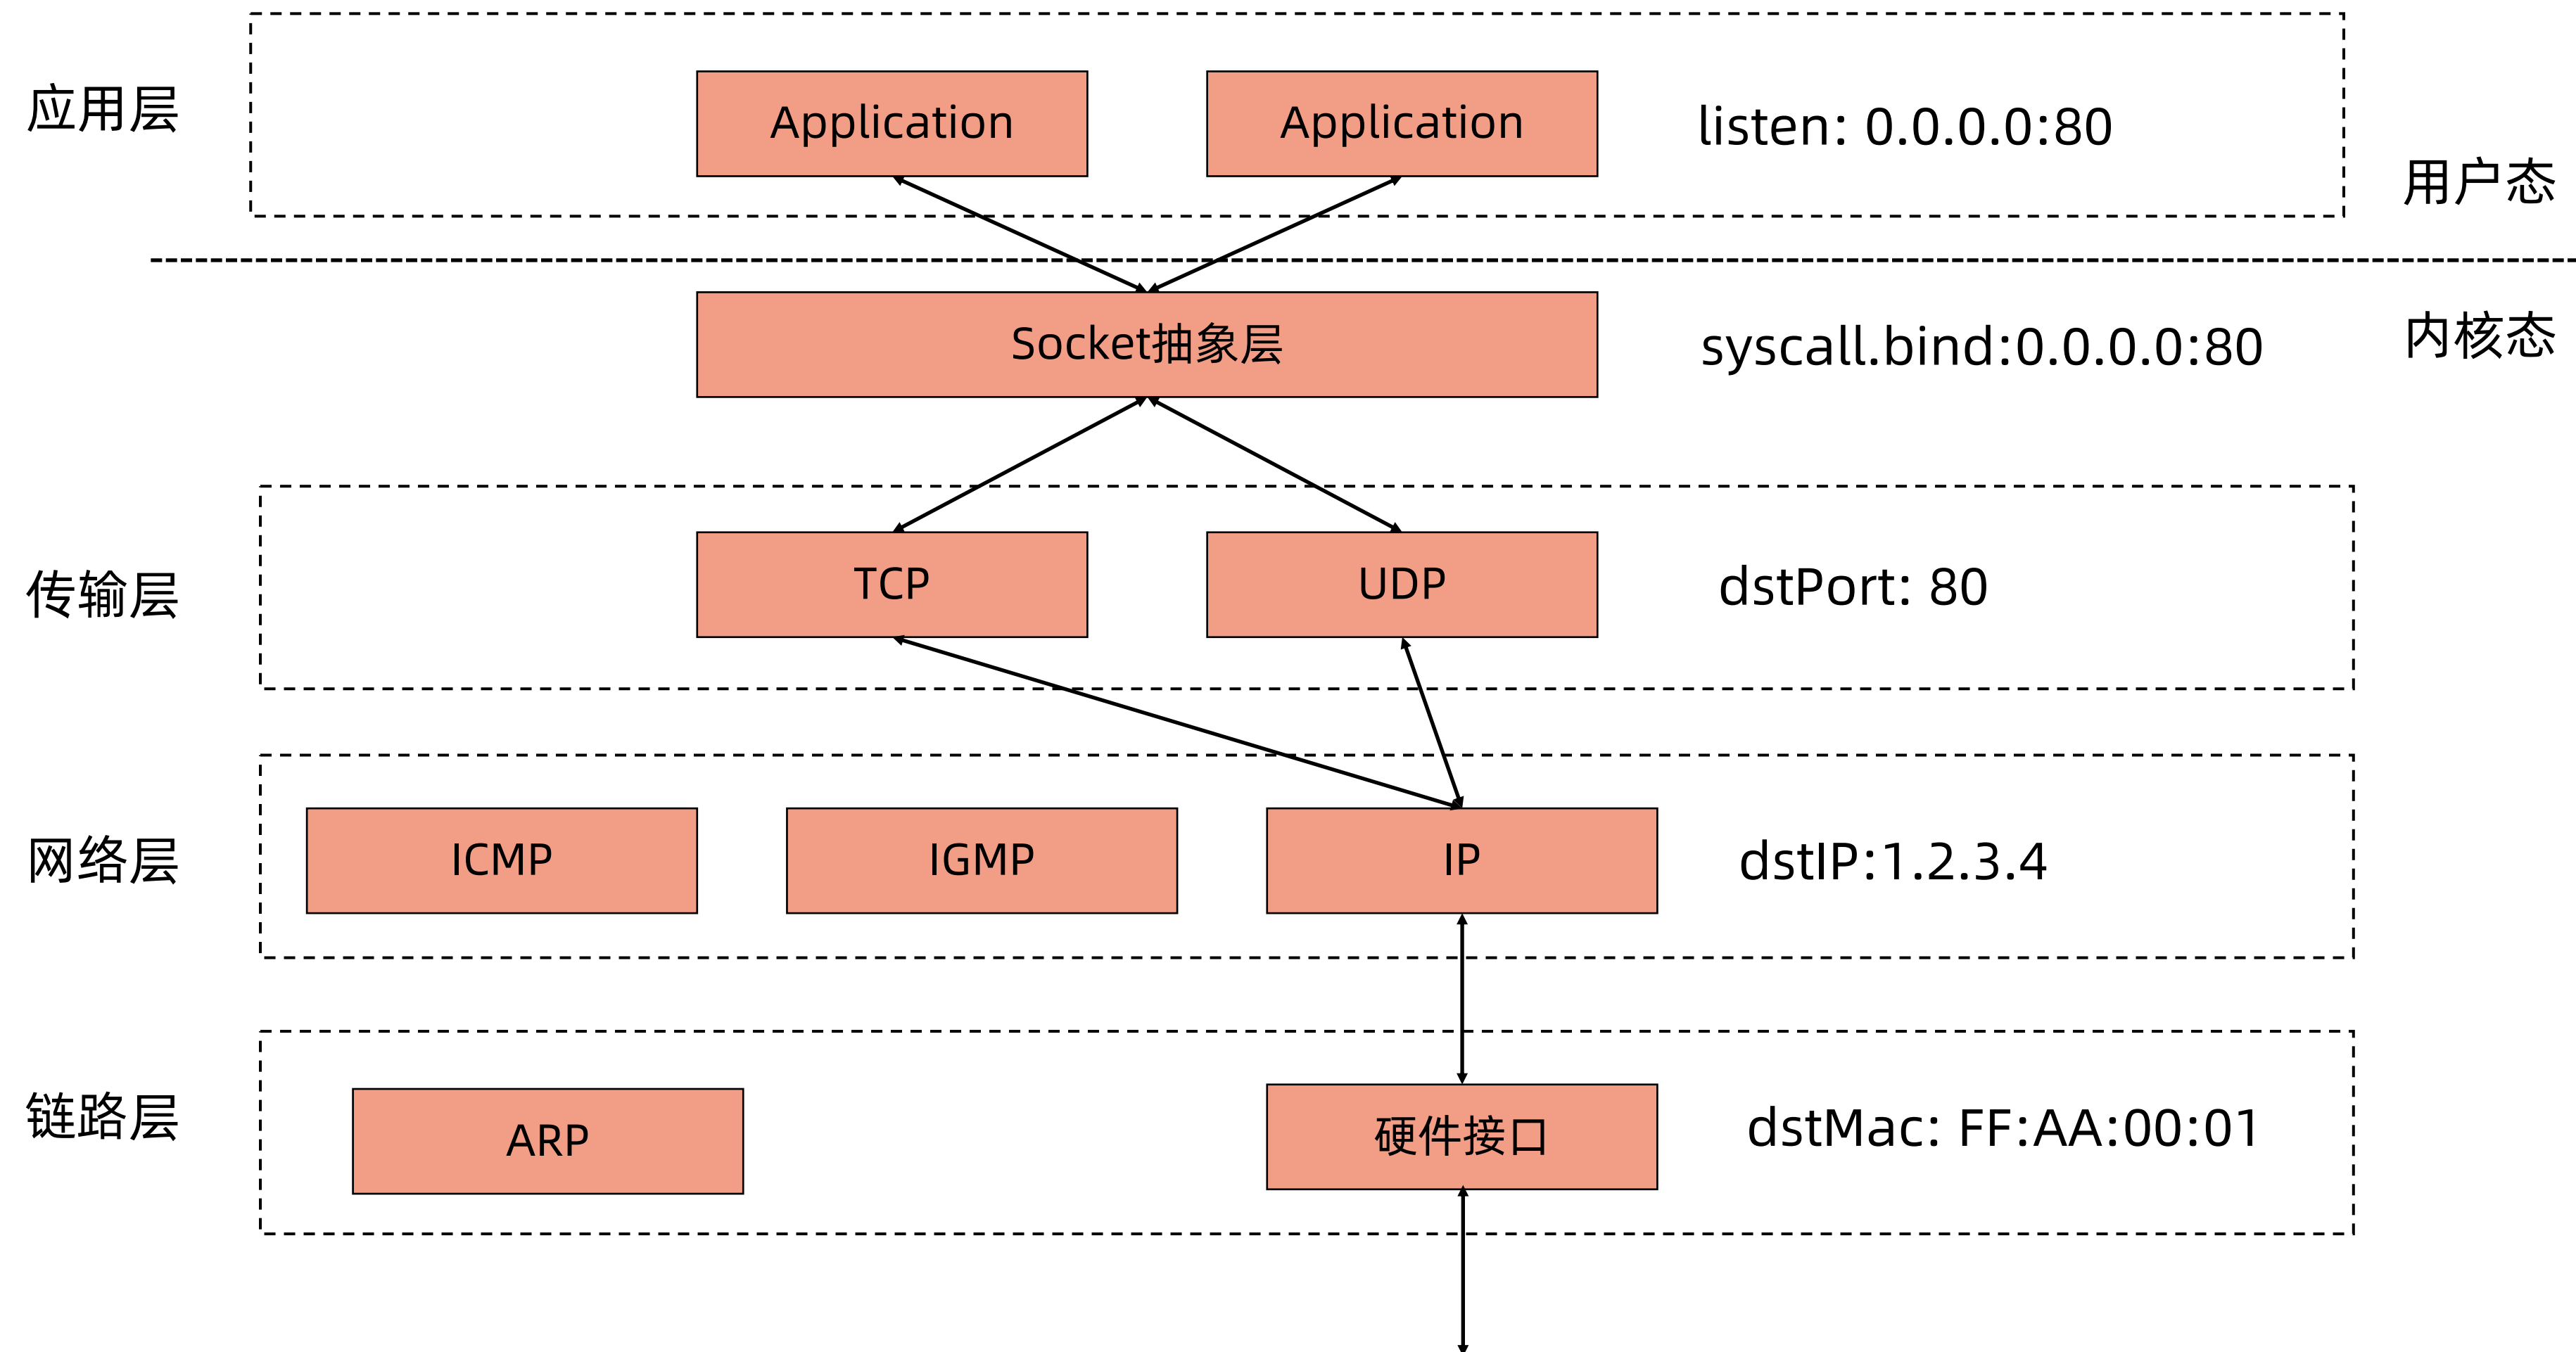 应用层
Application
Application
listen: 0.0.0.0:80
用户态
Socket抽象层
syscall.bind:0.0.0.0:80
内核态
传输层
TCP
UDP
dstPort: 80
网络层
ICMP
IGMP
IP
dstIP:1.2.3.4
链路层
ARP
硬件接口
dstMac: FF:AA:00:01